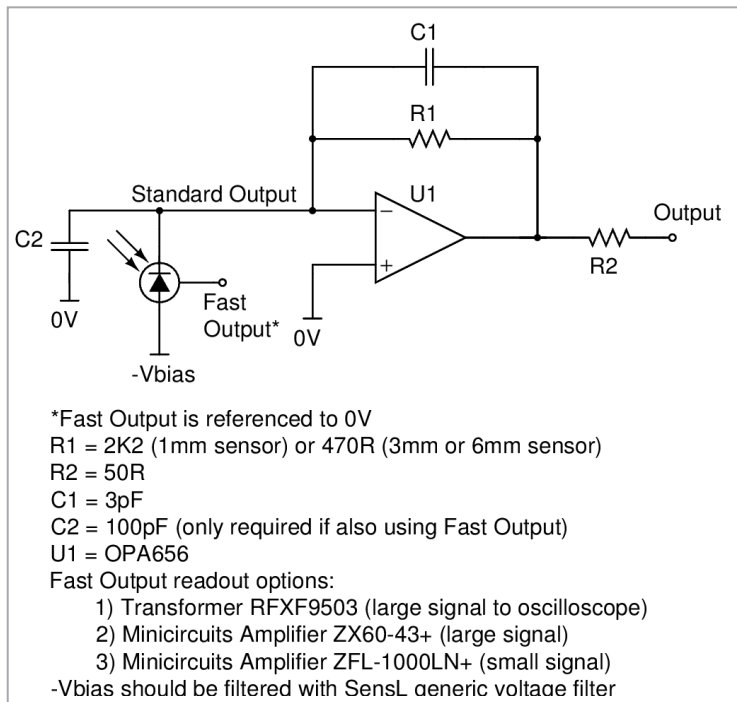 C1
R1
Standard Output
U1
Output
C2
−
+
R2
Fast
Output*
0V
0V
-Vbias
*Fast Output is referenced to 0V
R1 = 2K2 (1mm sensor) or 470R (3mm or 6mm sensor)
R2 = 50R
C1 = 3pF
C2 = 100pF (only required if also using Fast Output)
U1 = OPA656
Fast Output readout options:
1) Transformer RFXF9503 (large signal to oscilloscope)
2) Minicircuits Amplifier ZX60-43+ (large signal)
3) Minicircuits Amplifier ZFL-1000LN+ (small signal)
-Vbias should be filtered with SensL generic voltage filter